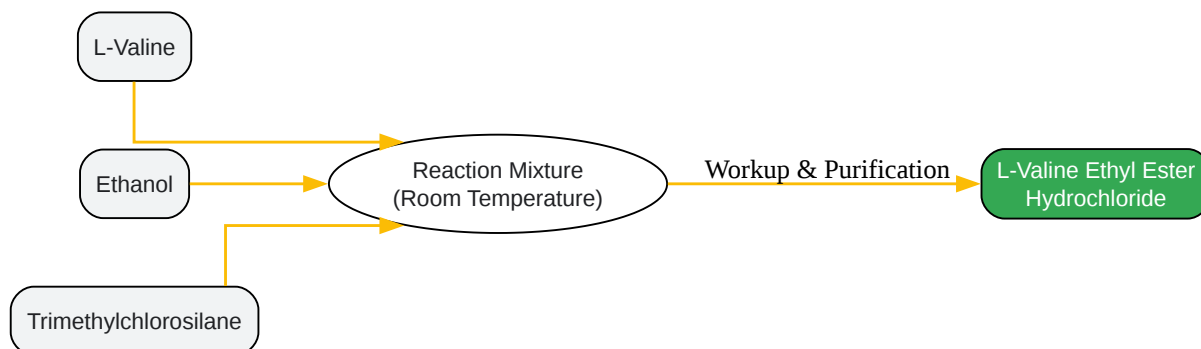 L-Valine
Ethanol
Trimethylchlorosilane
Reaction Mixture
(Room Temperature)
Workup & Purification
L-Valine Ethyl Ester
Hydrochloride